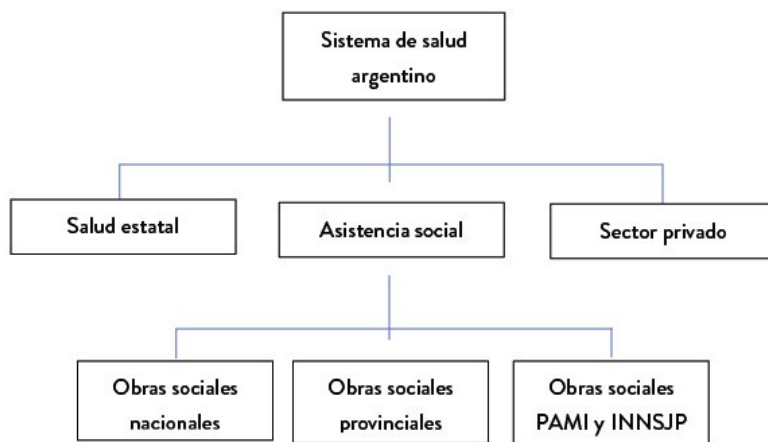 Sistema de salud
argentino
Salud estatal
Asistencia social
Sector privado
Obras sociales
nacionales
Obras sociales
provinciales
Obras sociales
PAMI y INNSJP